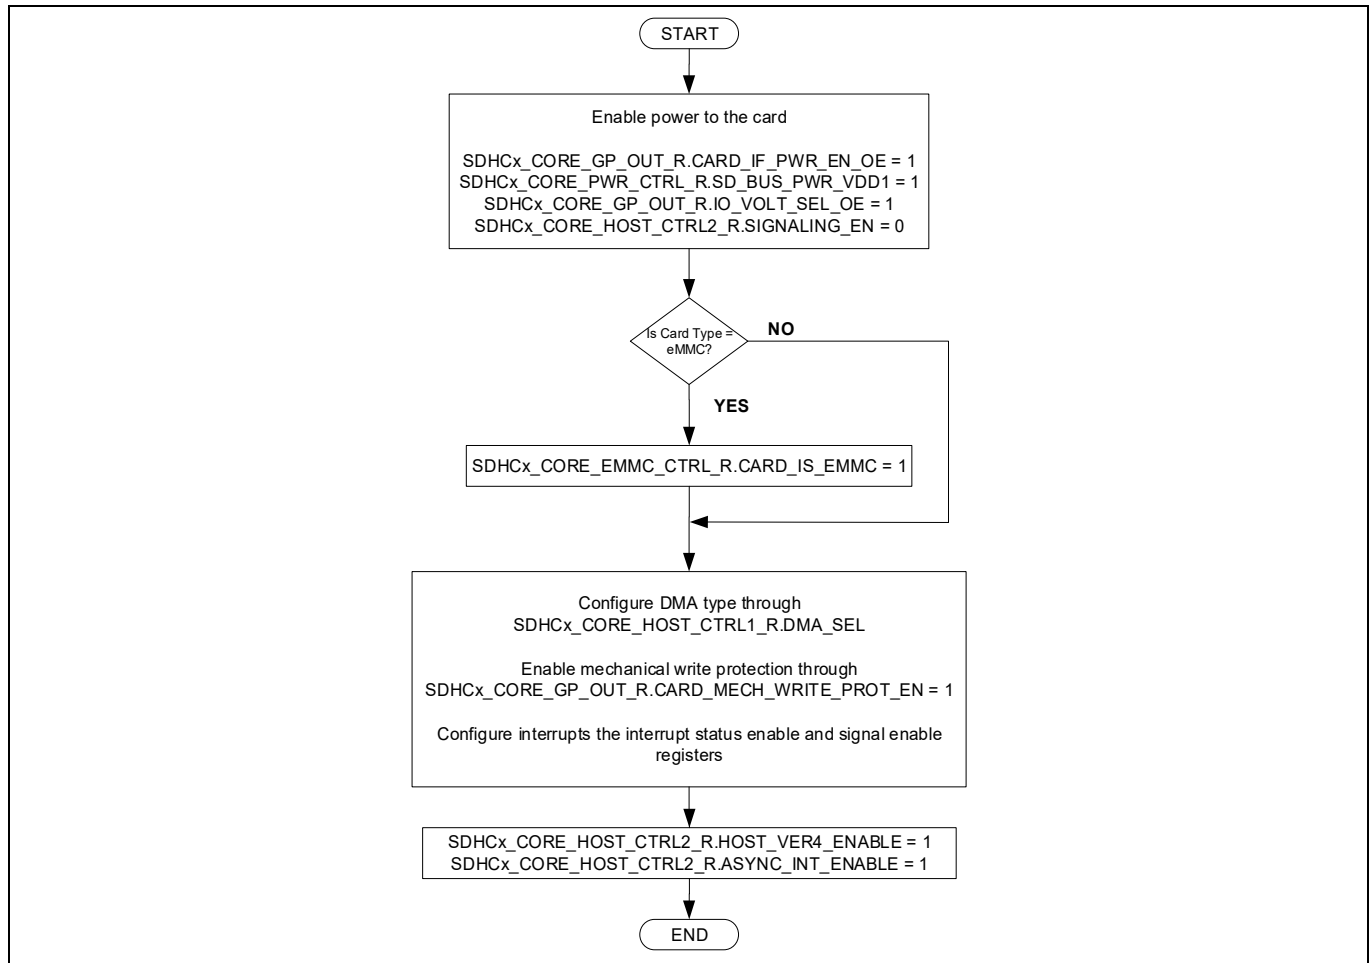 START
Enable power to the card
SDHCx_CORE_GP_OUT_R.CARD_IF_PWR_EN_OE = 1
SDHCx_CORE_PWR_CTRL_R.SD_BUS_PWR_VDD1 = 1
SDHCx_CORE_GP_OUT_R.IO_VOLT_SEL_OE = 1
SDHCx_CORE_HOST_CTRL2_R.SIGNALING_EN = 0
Is Card Type =
eMMC?
NO
YES
SDHCx_CORE_EMMC_CTRL_R.CARD_IS_EMMC = 1
Configure DMA type through
SDHCx_CORE_HOST_CTRL1_R.DMA_SEL
Enable mechanical write protection through
SDHCx_CORE_GP_OUT_R.CARD_MECH_WRITE_PROT_EN = 1
Configure interrupts the interrupt status enable and signal enable
registers
SDHCx_CORE_HOST_CTRL2_R.HOST_VER4_ENABLE = 1
SDHCx_CORE_HOST_CTRL2_R.ASYNC_INT_ENABLE = 1
END